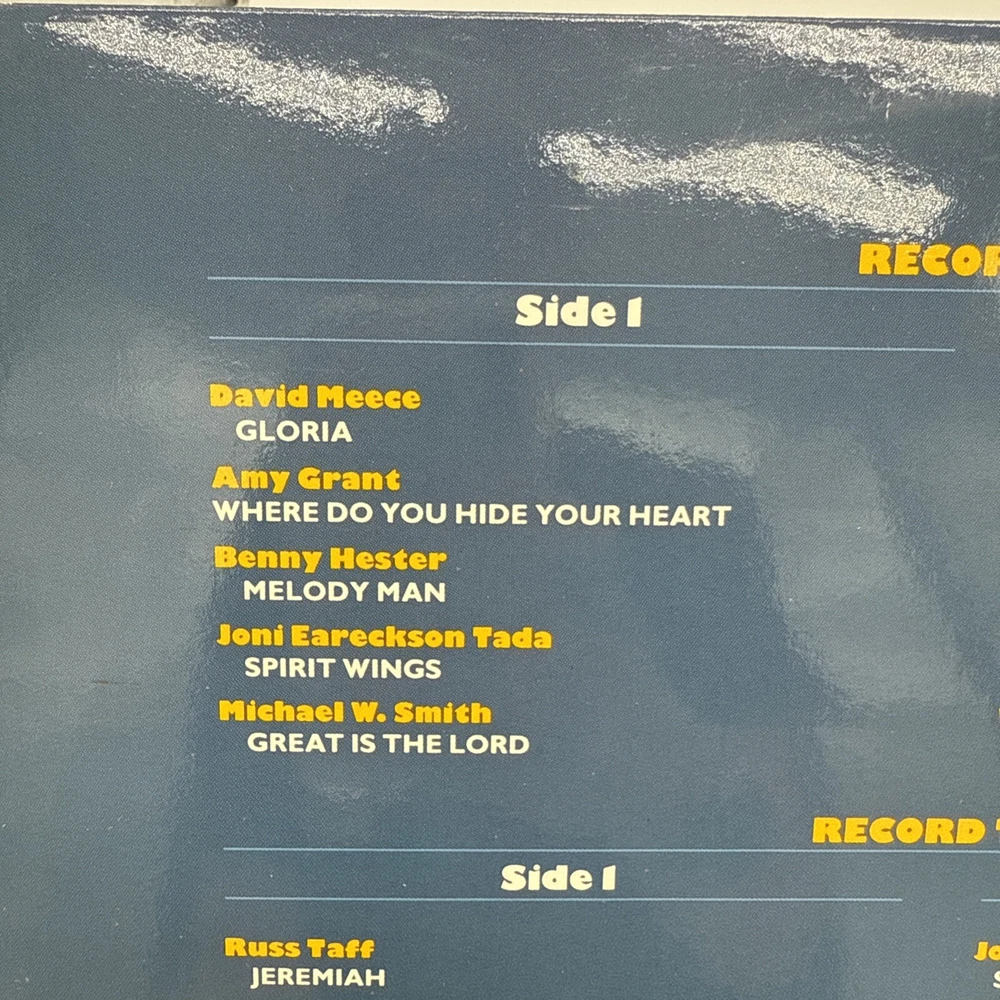 RECOR
Side 1
David Meece
GLORIA
Amy Grant
WHERE DO YOU HIDE YOUR HEART
Benny Hester
MELODY MAN
Joni Eareckson Tada
SPIRIT WINGS
Michael W. Smith
GREAT IS THE LORD
RECORD
Side 1
Russ Taff
JEREMIAH
Jo